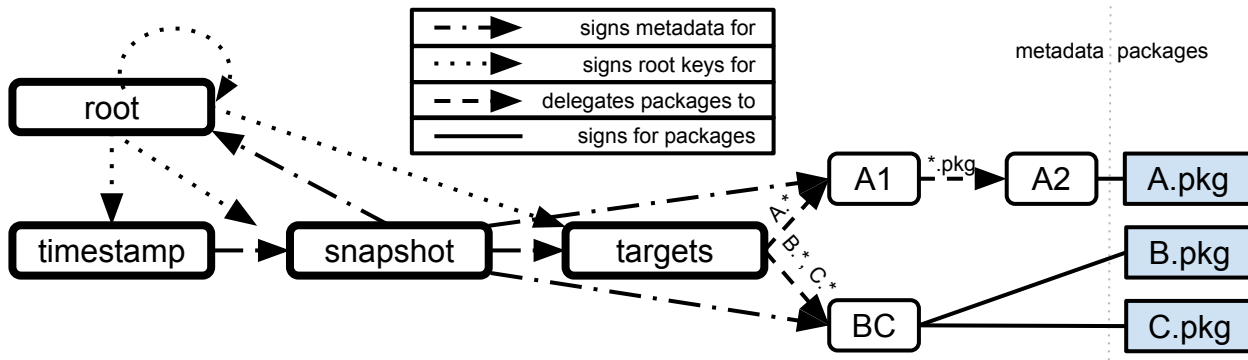 signs metadata for
signs root keys for
delegates packages to
signs for packages
metadata packages
root
A1
*.pkg
A2
A.pkg
timestamp
snapshot
targets
A.*
B.*, C.*
B.pkg
BC
C.pkg